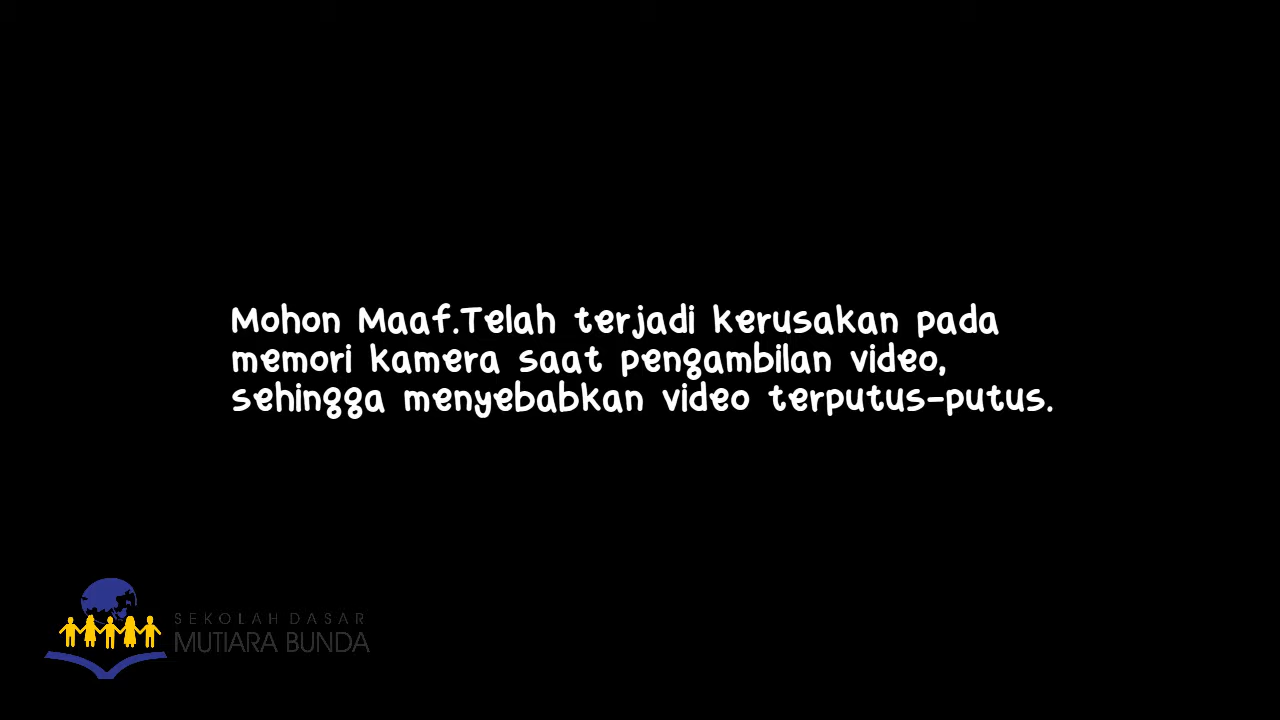 Mohon Maaf.Telah terjadi kerusakan pada
memori kamera saat pengambilan video,
sehingga menyebabkan video terputus-putus.
SEKOLAH DASAR
MUTIARA BUNDA